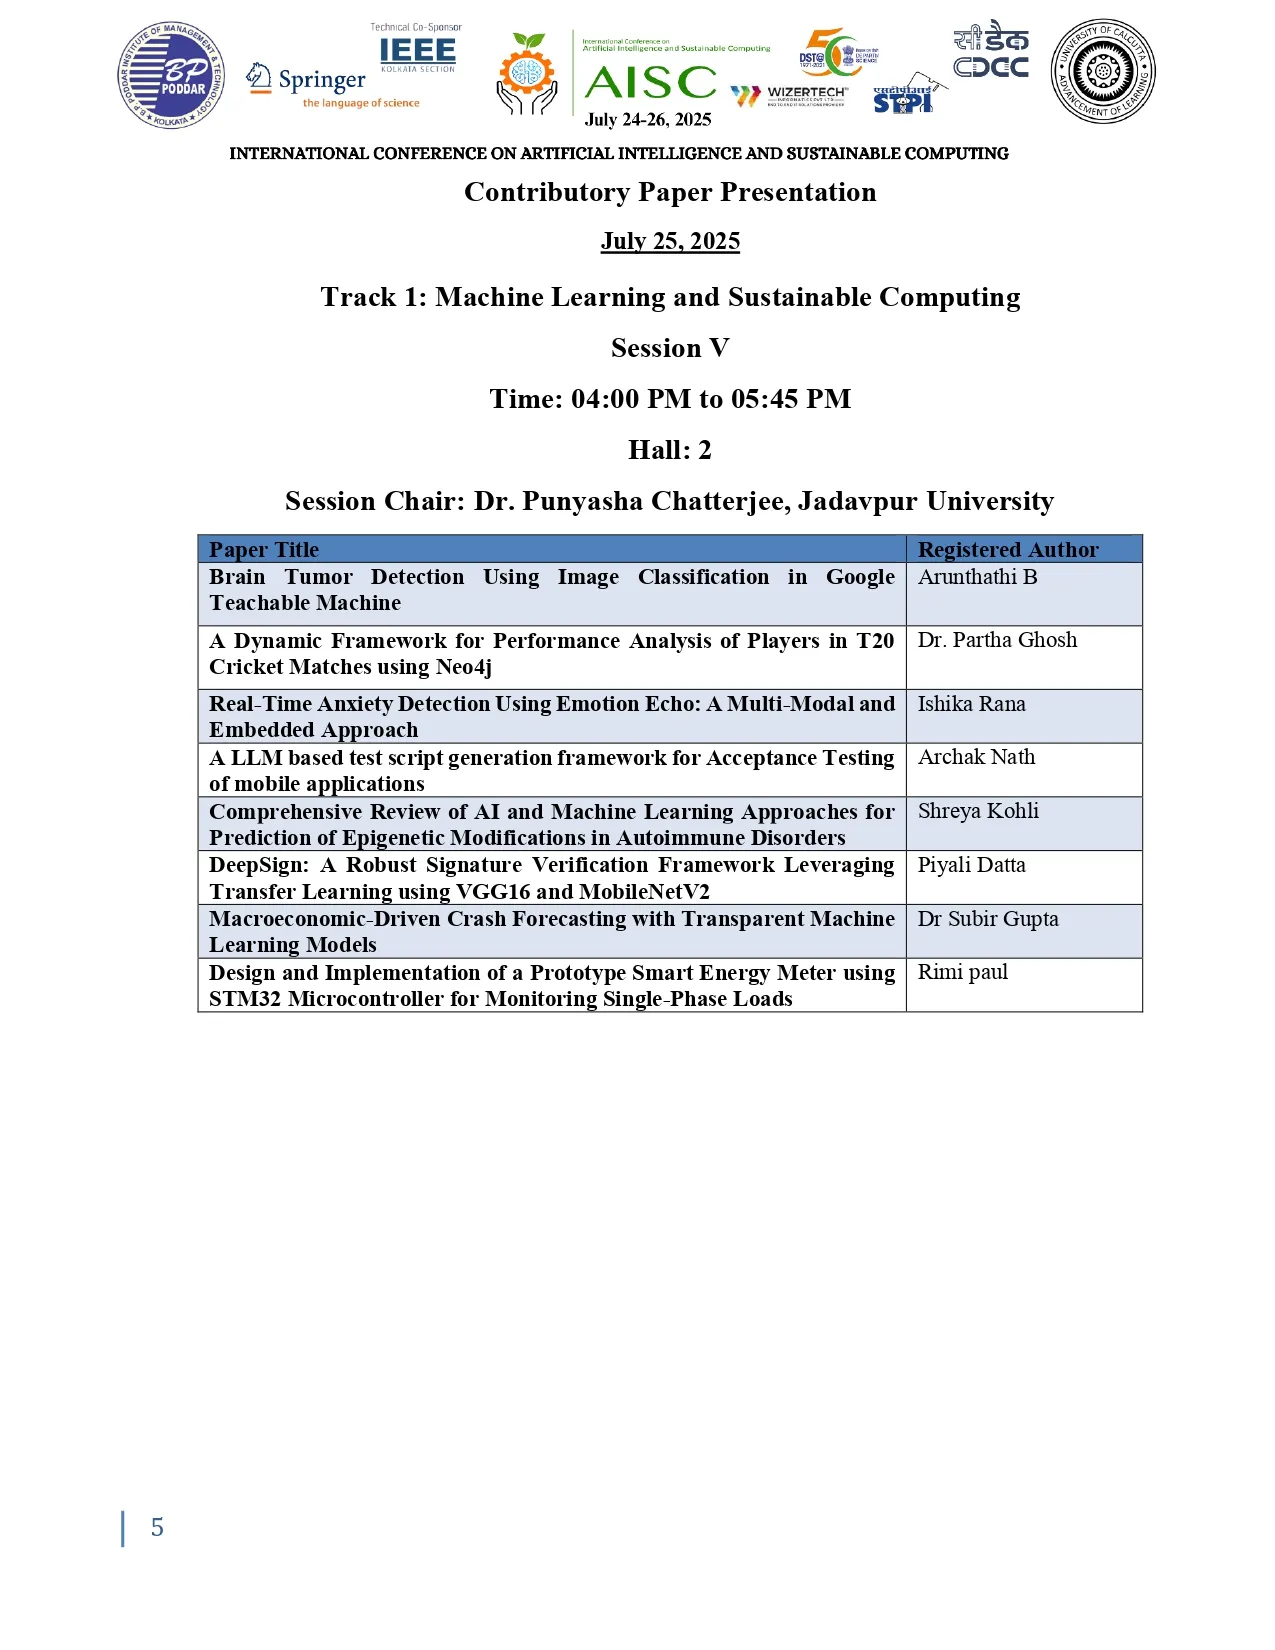 B.P. PODDAR INSTITUTE OF MANAGEMENT & TECHNOLOGY
BP
PODDAR
KOLKATA
Springer
the language of science
Technical Co-Sponsor
IEEE
KOLKATA SECTION
International Conference on
Artificial Intelligence and Sustainable Computing
AISC
July 24-26, 2025
DST@50
1971-2021
WIZERTECH
INFORMATICS PVT LTD
एसटीपीआई
STPI
सी डैक
CDCC
UNIVERSITY OF CALCUTTA
ADVANCEMENT OF LEARNING
INTERNATIONAL CONFERENCE ON ARTIFICIAL INTELLIGENCE AND SUSTAINABLE COMPUTING
Contributory Paper Presentation
July 25, 2025
Track 1: Machine Learning and Sustainable Computing
Session V
Time: 04:00 PM to 05:45 PM
Hall: 2
Session Chair: Dr. Punyasha Chatterjee, Jadavpur University
Paper Title Registered Author
Brain Tumor Detection Using Image Classification in Google Arunthathi B
Teachable Machine
A Dynamic Framework for Performance Analysis of Players in T20 Dr. Partha Ghosh
Cricket Matches using Neo4j
Real-Time Anxiety Detection Using Emotion Echo: A Multi-Modal and Ishika Rana
Embedded Approach
A LLM based test script generation framework for Acceptance Testing Archak Nath
of mobile applications
Comprehensive Review of AI and Machine Learning Approaches for Shreya Kohli
Prediction of Epigenetic Modifications in Autoimmune Disorders
DeepSign: A Robust Signature Verification Framework Leveraging Piyali Datta
Transfer Learning using VGG16 and MobileNetV2
Macroeconomic-Driven Crash Forecasting with Transparent Machine Dr Subir Gupta
Learning Models
Design and Implementation of a Prototype Smart Energy Meter using Rimi paul
STM32 Microcontroller for Monitoring Single-Phase Loads
5